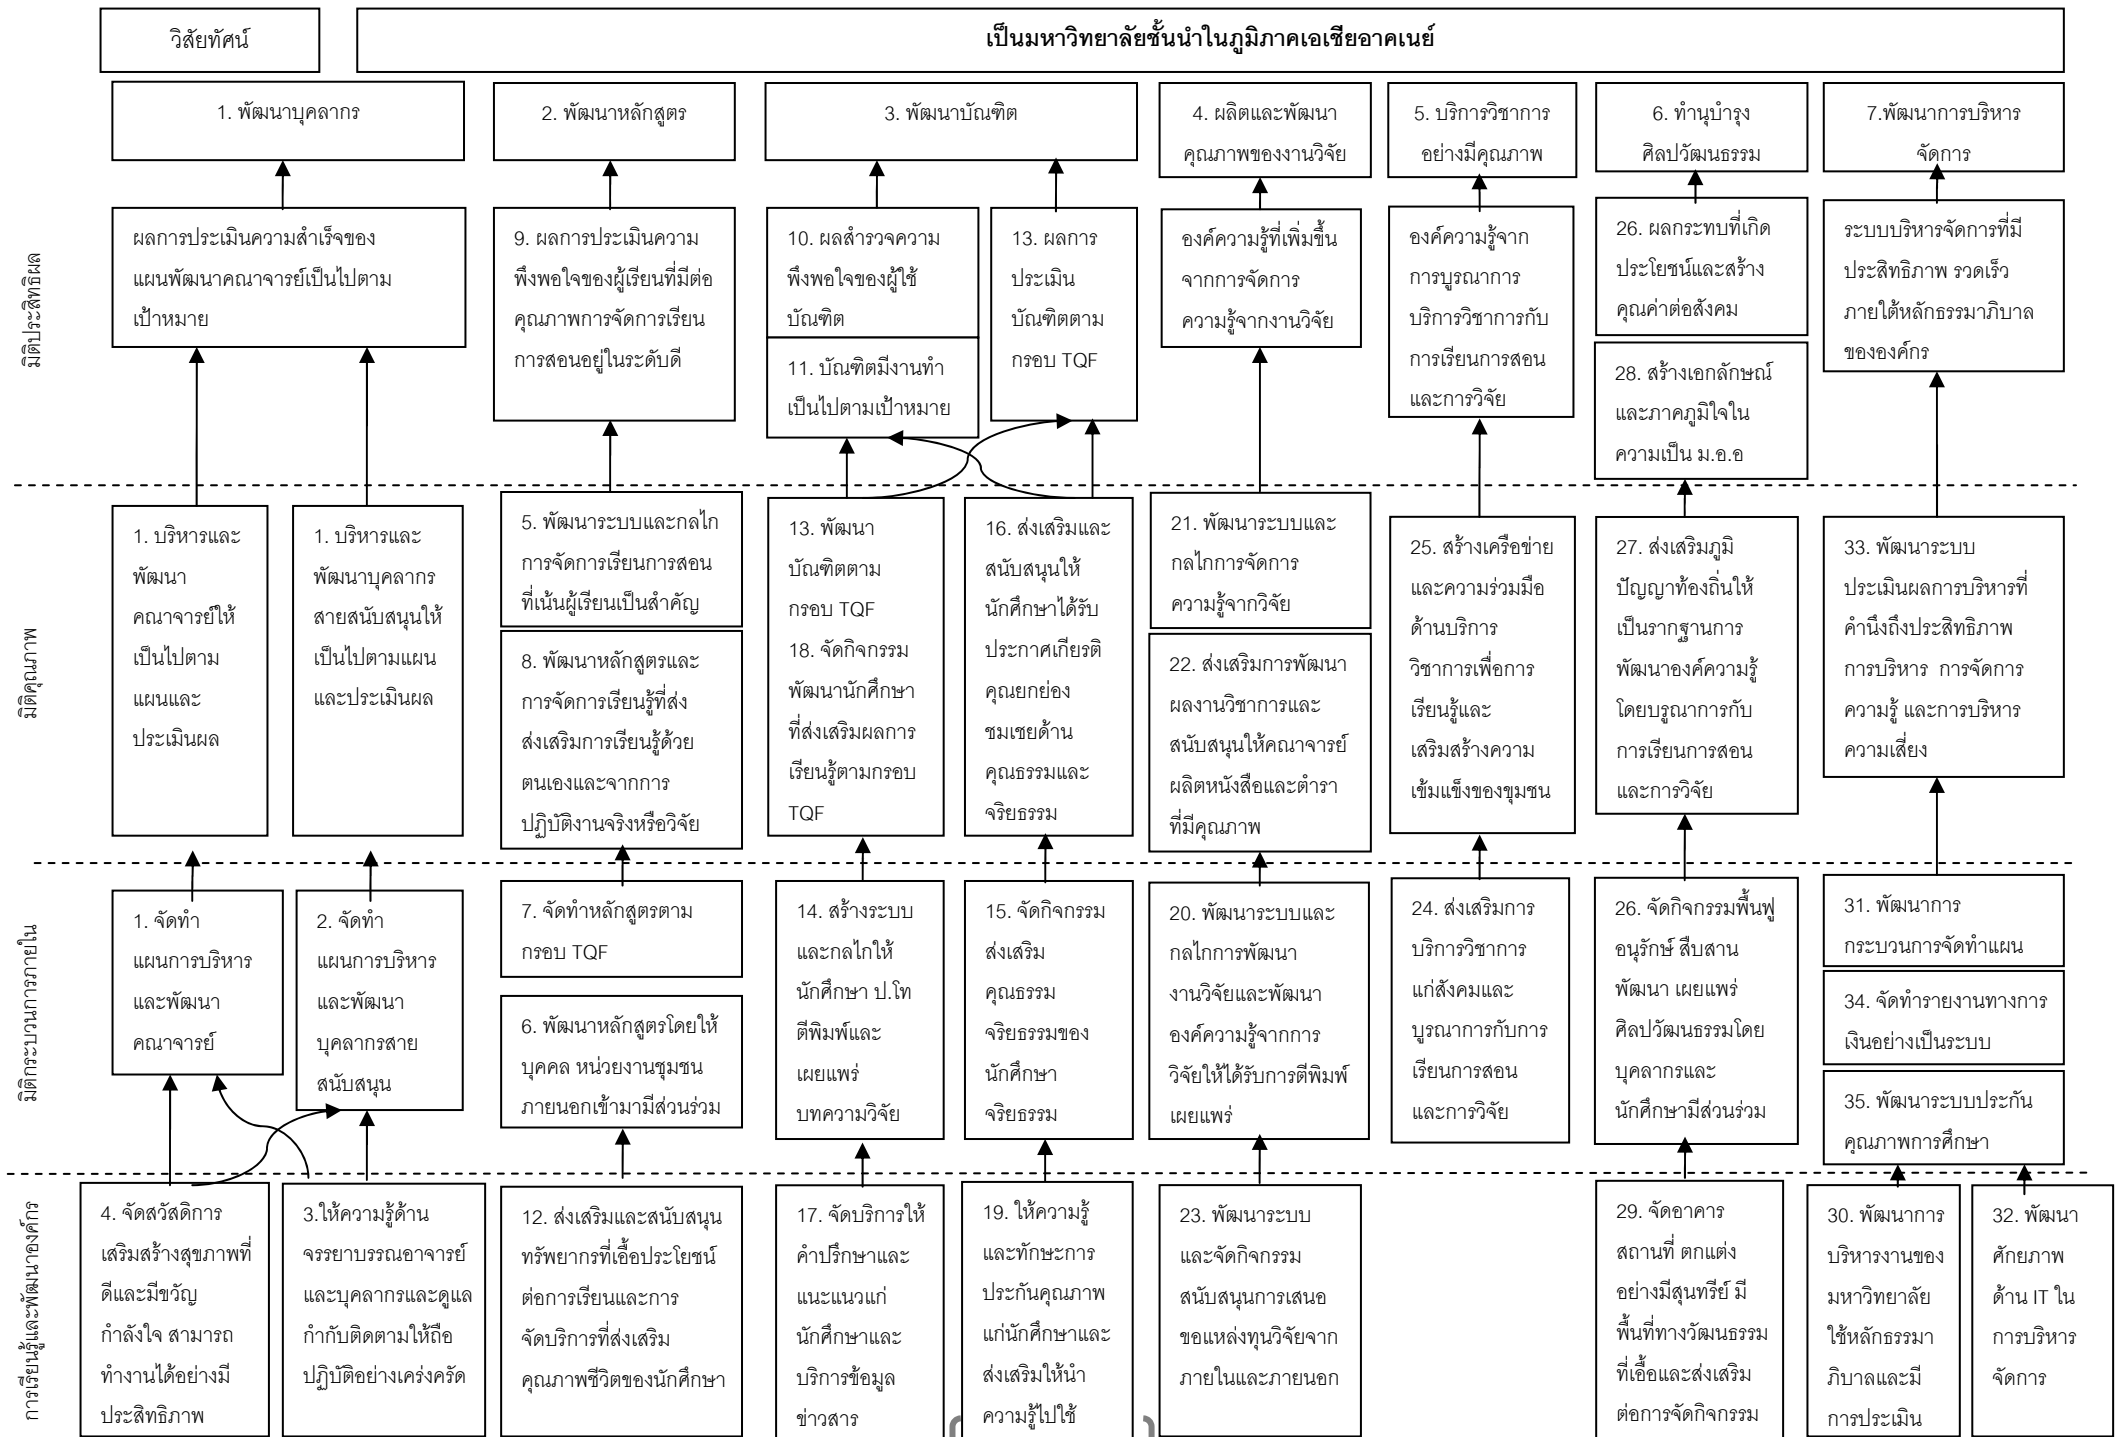 วิสัยทัศน์
เป็นมหาวิทยาลัยชั้นนำในภูมิภาคเอเชียอาคเนย์
1. พัฒนาบุคลากร
2. พัฒนาหลักสูตร
3. พัฒนาบัณฑิต
4. ผลิตและพัฒนา
คุณภาพของงานวิจัย
5. บริการวิชาการ
อย่างมีคุณภาพ
6. ทำนุบำรุง
ศิลปวัฒนธรรม
7.พัฒนาการบริหาร
จัดการ
มิติประสิทธิผล
ผลการประเมินความสำเร็จของ
แผนพัฒนาคณาจารย์เป็นไปตาม
เป้าหมาย
9. ผลการประเมินความ
พึงพอใจของผู้เรียนที่มีต่อ
คุณภาพการจัดการเรียน
การสอนอยู่ในระดับดี
10. ผลสำรวจความ
พึงพอใจของผู้ใช้
บัณฑิต
11. บัณฑิตมีงานทำ
เป็นไปตามเป้าหมาย
13. ผลการ
ประเมิน
บัณฑิตตาม
กรอบ TQF
องค์ความรู้ที่เพิ่มขึ้น
จากการจัดการ
ความรู้จากงานวิจัย
องค์ความรู้จาก
การบูรณาการ
บริการวิชาการกับ
การเรียนการสอน
และการวิจัย
26. ผลกระทบที่เกิด
ประโยชน์และสร้าง
คุณค่าต่อสังคม
28. สร้างเอกลักษณ์
และภาคภูมิใจใน
ความเป็น ม.อ.อ
ระบบบริหารจัดการที่มี
ประสิทธิภาพ รวดเร็ว
ภายใต้หลักธรรมาภิบาล
ขององค์กร
มิติคุณภาพ
1. บริหารและ
พัฒนา
คณาจารย์ให้
เป็นไปตาม
แผนและ
ประเมินผล
1. บริหารและ
พัฒนาบุคลากร
สายสนับสนุนให้
เป็นไปตามแผน
และประเมินผล
5. พัฒนาระบบและกลไก
การจัดการเรียนการสอน
ที่เน้นผู้เรียนเป็นสำคัญ
8. พัฒนาหลักสูตรและ
การจัดการเรียนรู้ที่ส่ง
ส่งเสริมการเรียนรู้ด้วย
ตนเองและจากการ
ปฏิบัติงานจริงหรือวิจัย
13. พัฒนา
บัณฑิตตาม
กรอบ TQF
18. จัดกิจกรรม
พัฒนานักศึกษา
ที่ส่งเสริมผลการ
เรียนรู้ตามกรอบ
TQF
16. ส่งเสริมและ
สนับสนุนให้
นักศึกษาได้รับ
ประกาศเกียรติ
คุณยกย่อง
ชมเชยด้าน
คุณธรรมและ
จริยธรรม
21. พัฒนาระบบและ
กลไกการจัดการ
ความรู้จากวิจัย
22. ส่งเสริมการพัฒนา
ผลงานวิชาการและ
สนับสนุนให้คณาจารย์
ผลิตหนังสือและตำรา
ที่มีคุณภาพ
25. สร้างเครือข่าย
และความร่วมมือ
ด้านบริการ
วิชาการเพื่อการ
เรียนรู้และ
เสริมสร้างความ
เข้มแข็งของขุมชน
27. ส่งเสริมภูมิ
ปัญญาท้องถิ่นให้
เป็นรากฐานการ
พัฒนาองค์ความรู้
โดยบูรณาการกับ
การเรียนการสอน
และการวิจัย
33. พัฒนาระบบ
ประเมินผลการบริหารที่
คำนึงถึงประสิทธิภาพ
การบริหาร การจัดการ
ความรู้ และการบริหาร
ความเสี่ยง
มิติกระบวนการภายใน
1. จัดทำ
แผนการบริหาร
และพัฒนา
คณาจารย์
2. จัดทำ
แผนการบริหาร
และพัฒนา
บุคลากรสาย
สนับสนุน
7. จัดทำหลักสูตรตาม
กรอบ TQF
6. พัฒนาหลักสูตรโดยให้
บุคคล หน่วยงานชุมชน
ภายนอกเข้ามามีส่วนร่วม
14. สร้างระบบ
และกลไกให้
นักศึกษา ป.โท
ตีพิมพ์และ
เผยแพร่
บทความวิจัย
15. จัดกิจกรรม
ส่งเสริม
คุณธรรม
จริยธรรมของ
นักศึกษา
จริยธรรม
20. พัฒนาระบบและ
กลไกการพัฒนา
งานวิจัยและพัฒนา
องค์ความรู้จากการ
วิจัยให้ได้รับการตีพิมพ์
เผยแพร่
24. ส่งเสริมการ
บริการวิชาการ
แก่สังคมและ
บูรณาการกับการ
เรียนการสอน
และการวิจัย
26. จัดกิจกรรมพื้นฟู
อนุรักษ์ สืบสาน
พัฒนา เผยแพร่
ศิลปวัฒนธรรมโดย
บุคลากรและ
นักศึกษามีส่วนร่วม
31. พัฒนาการ
กระบวนการจัดทำแผน
34. จัดทำรายงานทางการ
เงินอย่างเป็นระบบ
35. พัฒนาระบบประกัน
คุณภาพการศึกษา
การเรียนรู้และพัฒนาองค์กร
4. จัดสวัสดิการ
เสริมสร้างสุขภาพที่
ดีและมีขวัญ
กำลังใจ สามารถ
ทำงานได้อย่างมี
ประสิทธิภาพ
3.ให้ความรู้ด้าน
จรรยาบรรณอาจารย์
และบุคลากรและดูแล
กำกับติดตามให้ถือ
ปฏิบัติอย่างเคร่งครัด
12. ส่งเสริมและสนับสนุน
ทรัพยากรที่เอื้อประโยชน์
ต่อการเรียนและการ
จัดบริการที่ส่งเสริม
คุณภาพชีวิตของนักศึกษา
17. จัดบริการให้
คำปรึกษาและ
แนะแนวแก่
นักศึกษาและ
บริการข้อมูล
ข่าวสาร
19. ให้ความรู้
และทักษะการ
ประกันคุณภาพ
แก่นักศึกษาและ
ส่งเสริมให้นำ
ความรู้ไปใช้
23. พัฒนาระบบ
และจัดกิจกรรม
สนับสนุนการเสนอ
ขอแหล่งทุนวิจัยจาก
ภายในและภายนอก
29. จัดอาคาร
สถานที่ ตกแต่ง
อย่างมีสุนทรีย์ มี
พื้นที่ทางวัฒนธรรม
ที่เอื้อและส่งเสริม
ต่อการจัดกิจกรรม
30. พัฒนาการ
บริหารงานของ
มหาวิทยาลัย
ใช้หลักธรรมา
ภิบาลและมี
การประเมิน
32. พัฒนา
ศักยภาพ
ด้าน IT ใน
การบริหาร
จัดการ